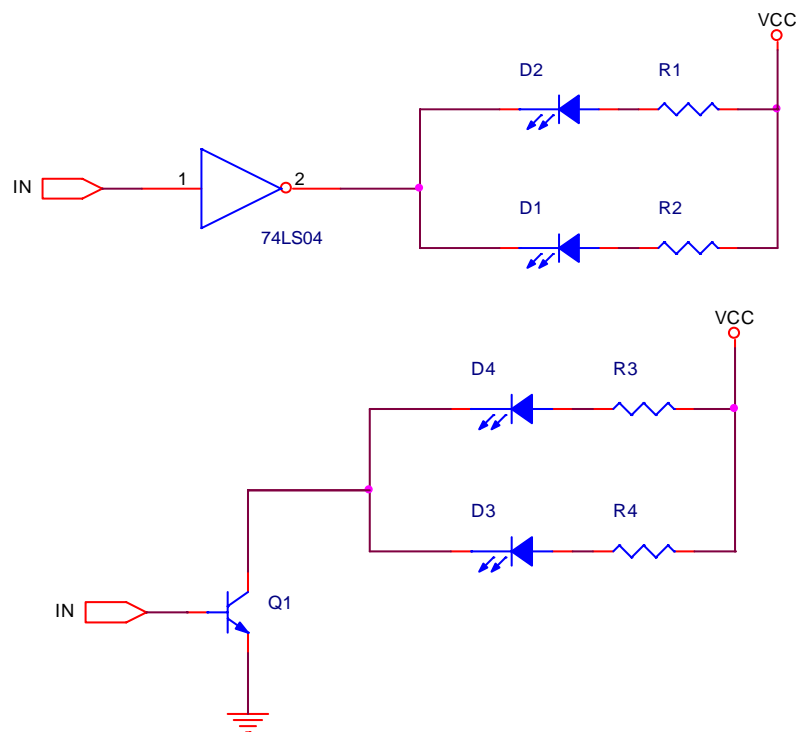 VCC
D2 R1
IN 1 2
D1 R2
74LS04
VCC
D4 R3
D3 R4
IN Q1